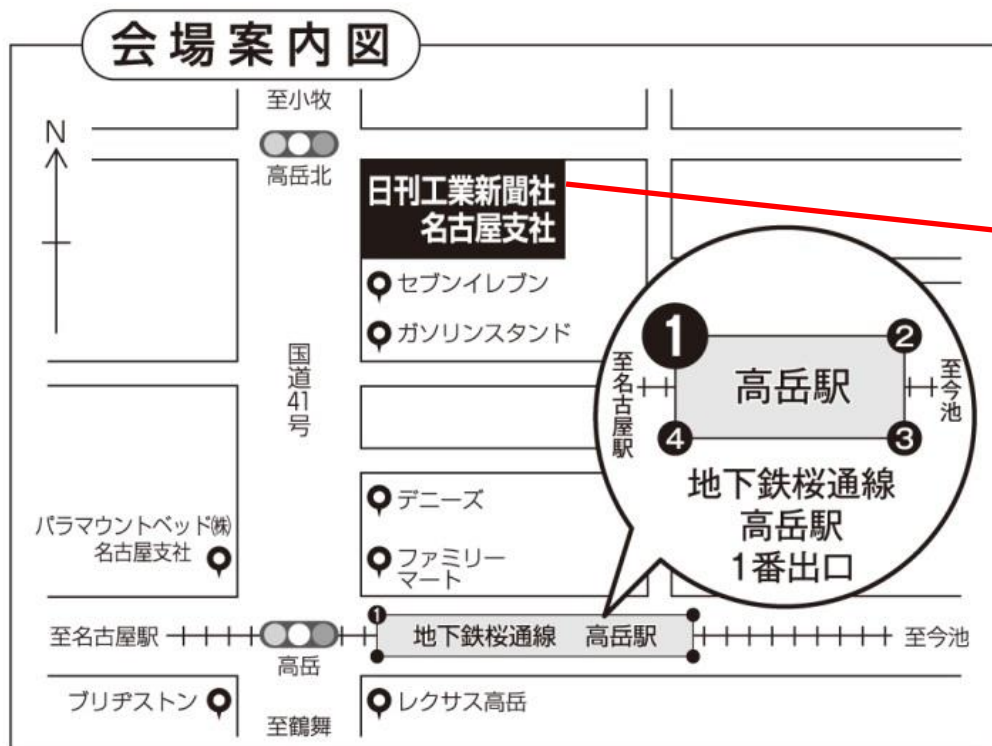 会場案内図
至小牧
N
高岳北
日刊工業新聞社
名古屋支社
セブンイレブン
ガソリンスタンド
国道41号
1
2
至名古屋駅
高岳駅
至今池
4
3
地下鉄桜通線
高岳駅
1番出口
デニーズ
パラマウントベッド㈱
名古屋支社
ファミリー
マート
1
至名古屋駅
地下鉄桜通線 高岳駅
至今池
高岳
ブリヂストン
レクサス高岳
至鶴舞